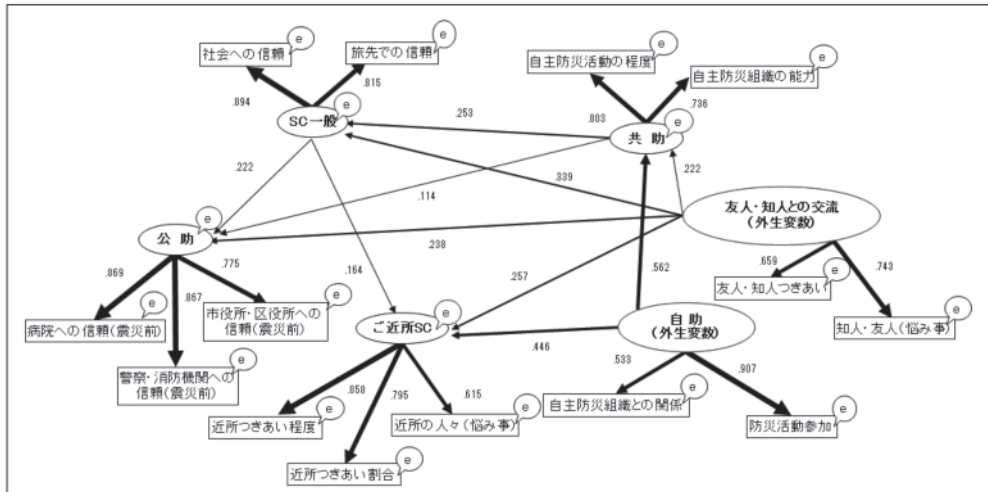 e
e
社会への信頼
旅先での信頼
e
e
自主防災活動の程度
自主防災組織の能力
.894
.815
e
SC一般
.253
.803
.736
e
共 助
.222
.339
.222
.114
友人・知人との交流
(外生変数)
e
公 助
.238
.869
.867
.775
.164
.257
.562
.659
.743
e
友人・知人つきあい
e
e
e
市役所・区役所への
信頼(震災前)
病院への信頼(震災前)
e
ご近所SC
自 助
(外生変数)
e
知人・友人(悩み事)
e
警察・消防機関への
信頼(震災前)
.446
.533
.907
.858
.795
.615
e
自主防災組織との関係
e
近所つきあい程度
e
近所の人々(悩み事)
e
防災活動参加
e
近所つきあい割合